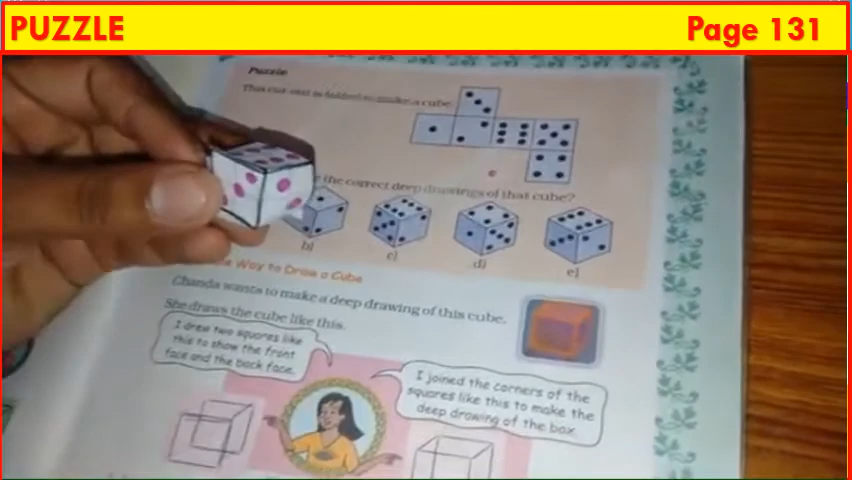 PUZZLE
Page 131
Puzzle
This cut-out is folded to make a cube
the correct deep drawings of that cube?
b)
c)
d)
e)
Way to Draw a Cube
Chanda wants to make a deep drawing of this cube.
She draws the cube like this.
I drew two squares like
this to show the front
face and the back face.
I joined the corners of the
squares like this to make the
deep drawing of the box.